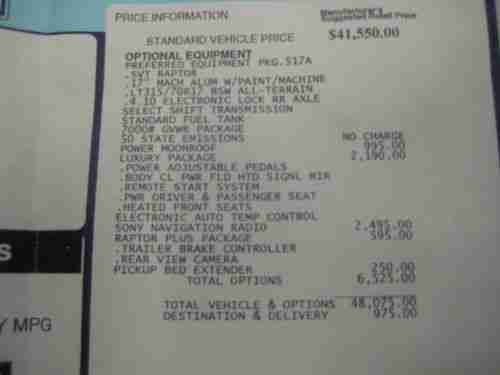 PRICE INFORMATION
Manufacturer's
Suggested Retail Price
STANDARD VEHICLE PRICE $41,550.00
OPTIONAL EQUIPMENT
PREFERRED EQUIPMENT PKG.517A
.SVT RAPTOR
.17" MACH ALUM W/PAINT/MACHINE
.LT315/70R17 BSW ALL-TERRAIN
.4.10 ELECTRONIC LOCK RR AXLE
SELECT SHIFT TRANSMISSION
STANDARD FUEL TANK
7000# GVWR PACKAGE
50 STATE EMISSIONS NO CHARGE
POWER MOONROOF 995.00
LUXURY PACKAGE 2,190.00
.POWER ADJUSTABLE PEDALS
.BODY CL PWR FLD HTD SIGNL MIR
.REMOTE START SYSTEM
.PWR DRIVER & PASSENGER SEAT
.HEATED FRONT SEATS
ELECTRONIC AUTO TEMP CONTROL
SONY NAVIGATION RADIO 2,495.00
RAPTOR PLUS PACKAGE 595.00
.TRAILER BRAKE CONTROLLER
.REAR VIEW CAMERA
PICKUP BED EXTENDER 250.00
TOTAL OPTIONS 6,525.00
TOTAL VEHICLE & OPTIONS 48,075.00
DESTINATION & DELIVERY 975.00
S
Y MPG